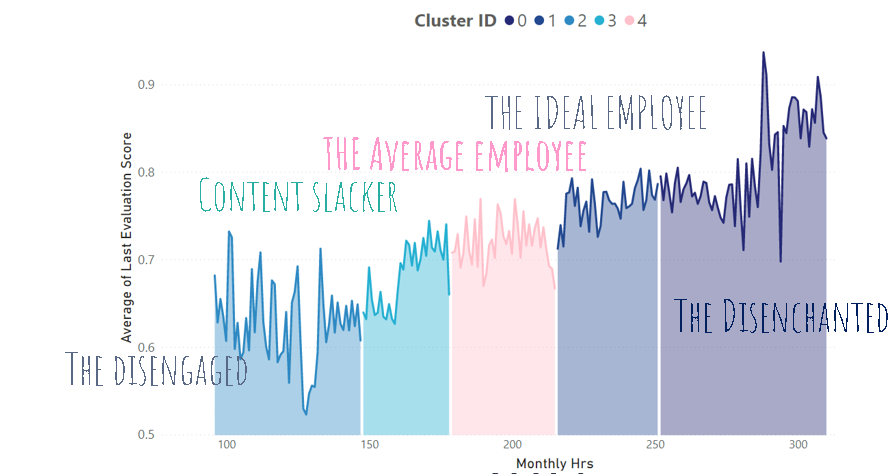 Cluster ID 0 1 2 3 4
0.9
THE IDEAL EMPLOYEE
THE AVERAGE EMPLOYEE
0.8
CONTENT SLACKER
Average of Last Evaluation Score
0.7
THE DISENCHANTED
0.6
THE DISENGAGED
0.5
100 150 200 250 300
Monthly Hrs